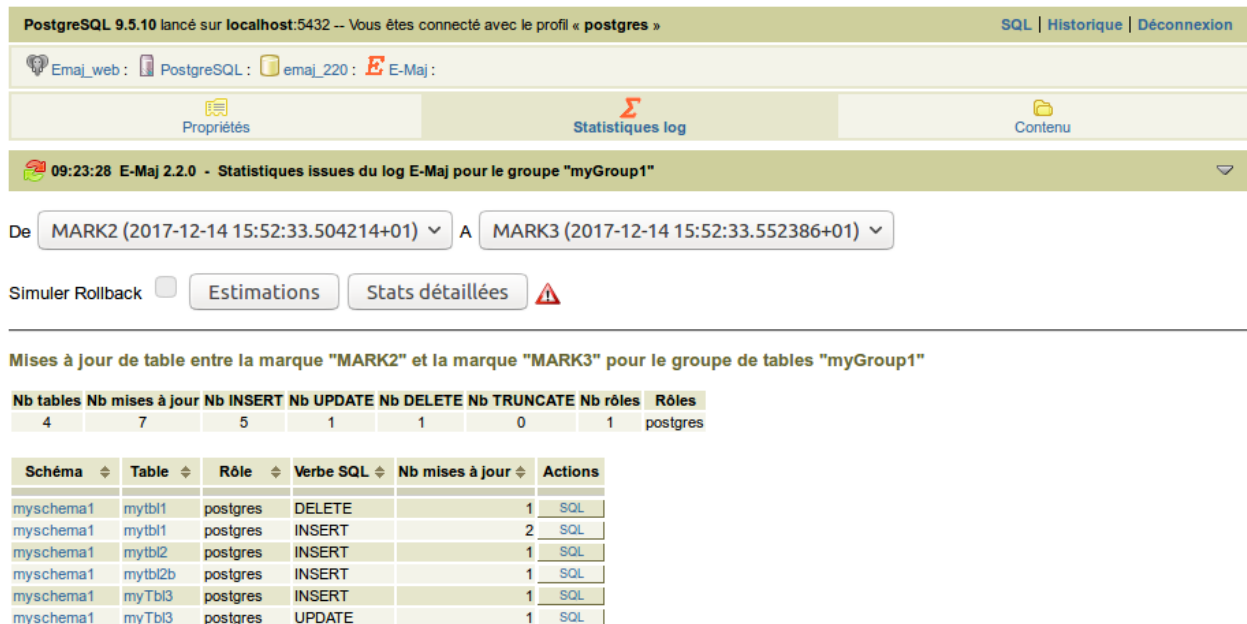 PostgreSQL 9.5.10 lancé sur localhost:5432 -- Vous êtes connecté avec le profil « postgres » SQL | Historique | Déconnexion
Emaj_web : PostgreSQL : emaj_220 : E E-Maj :
Propriétés Statistiques log Contenu
09:23:28 E-Maj 2.2.0 - Statistiques issues du log E-Maj pour le groupe "myGroup1"
De MARK2 (2017-12-14 15:52:33.504214+01) A MARK3 (2017-12-14 15:52:33.552386+01)
Simuler Rollback Estimations Stats détaillées
Mises à jour de table entre la marque "MARK2" et la marque "MARK3" pour le groupe de tables "myGroup1"
Nb tables Nb mises à jour Nb INSERT Nb UPDATE Nb DELETE Nb TRUNCATE Nb rôles Rôles
4 7 5 1 1 0 1 postgres
Schéma Table Rôle Verbe SQL Nb mises à jour Actions
myschema1 mytbl1 postgres DELETE 1 SQL
myschema1 mytbl1 postgres INSERT 2 SQL
myschema1 mytbl2 postgres INSERT 1 SQL
myschema1 mytbl2b postgres INSERT 1 SQL
myschema1 myTbl3 postgres INSERT 1 SQL
myschema1 myTbl3 postgres UPDATE 1 SQL